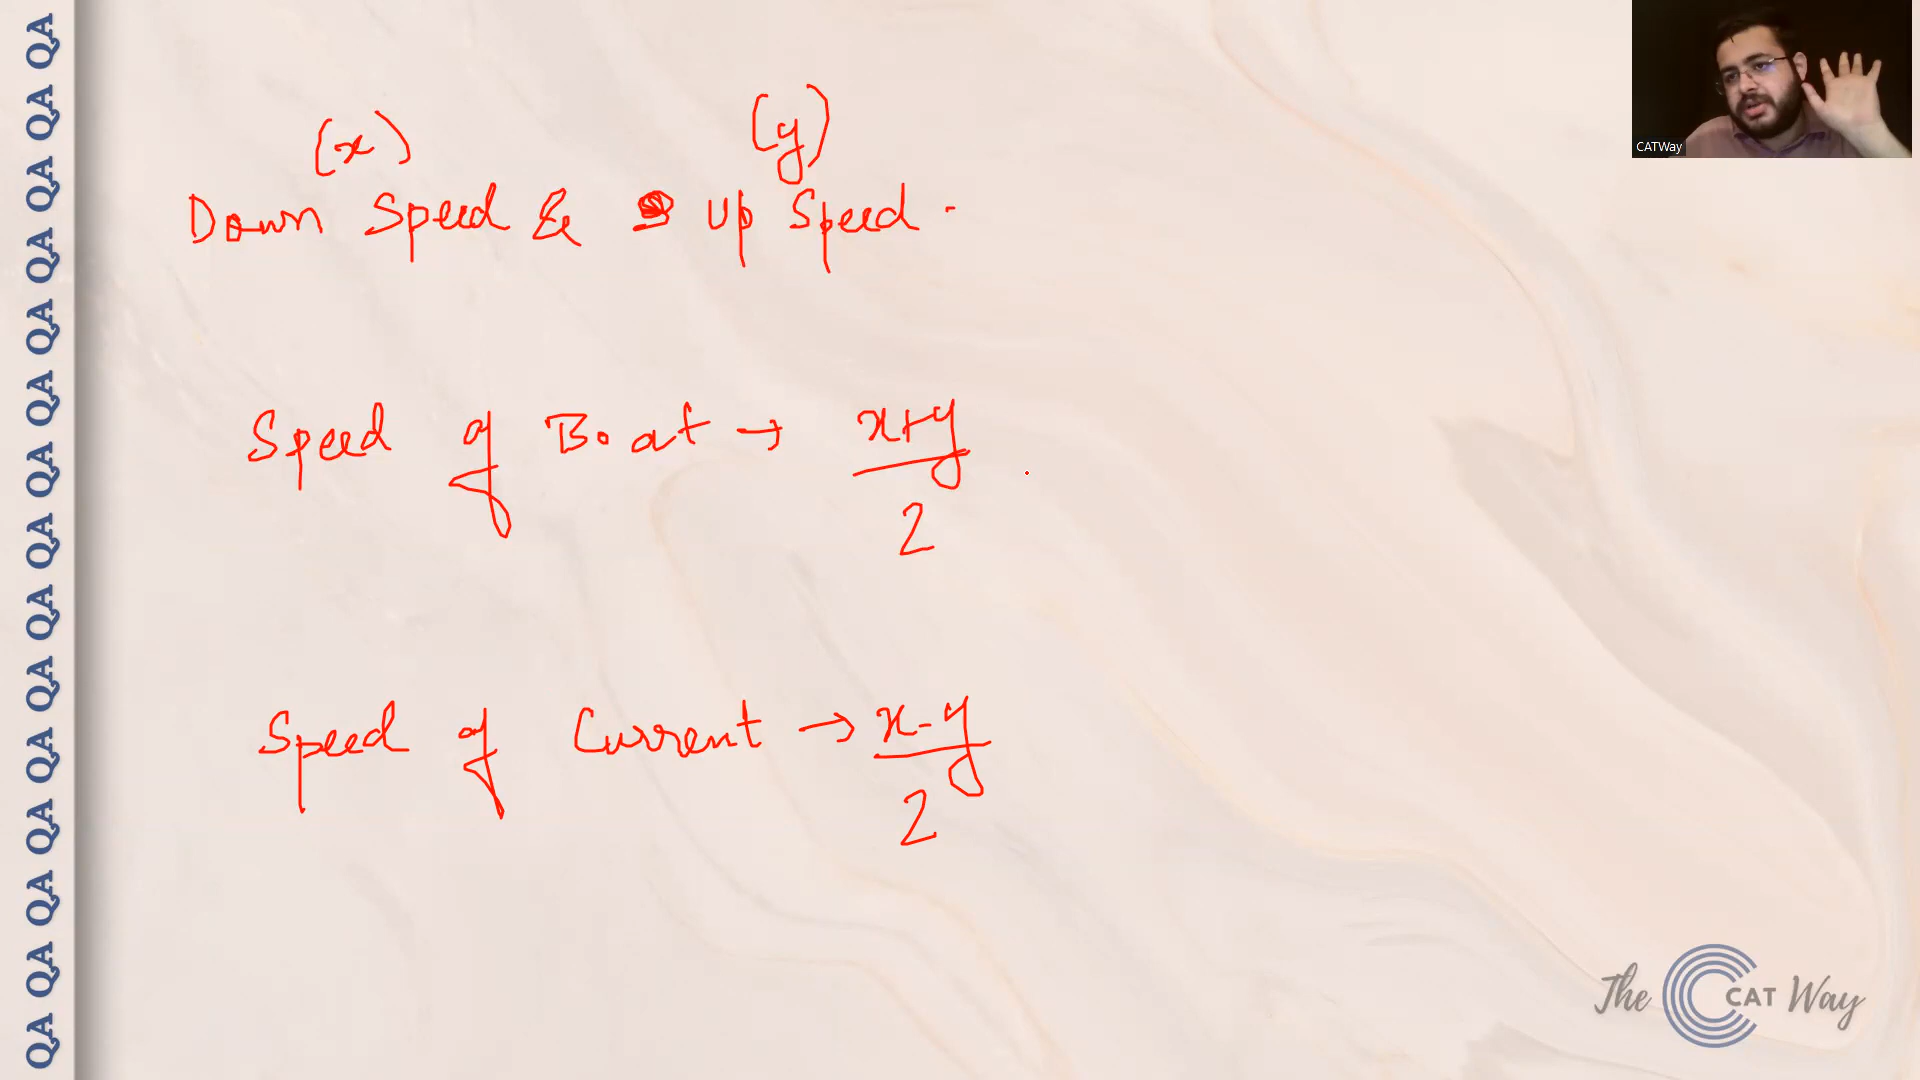 QA QA QA QA QA QA QA QA QA QA QA QA QA QA QA
(x) (y)
Down Speed & Up Speed -
Speed of Boat → x+y
2
Speed of Current → x-y
2
CATWay
The CAT Way